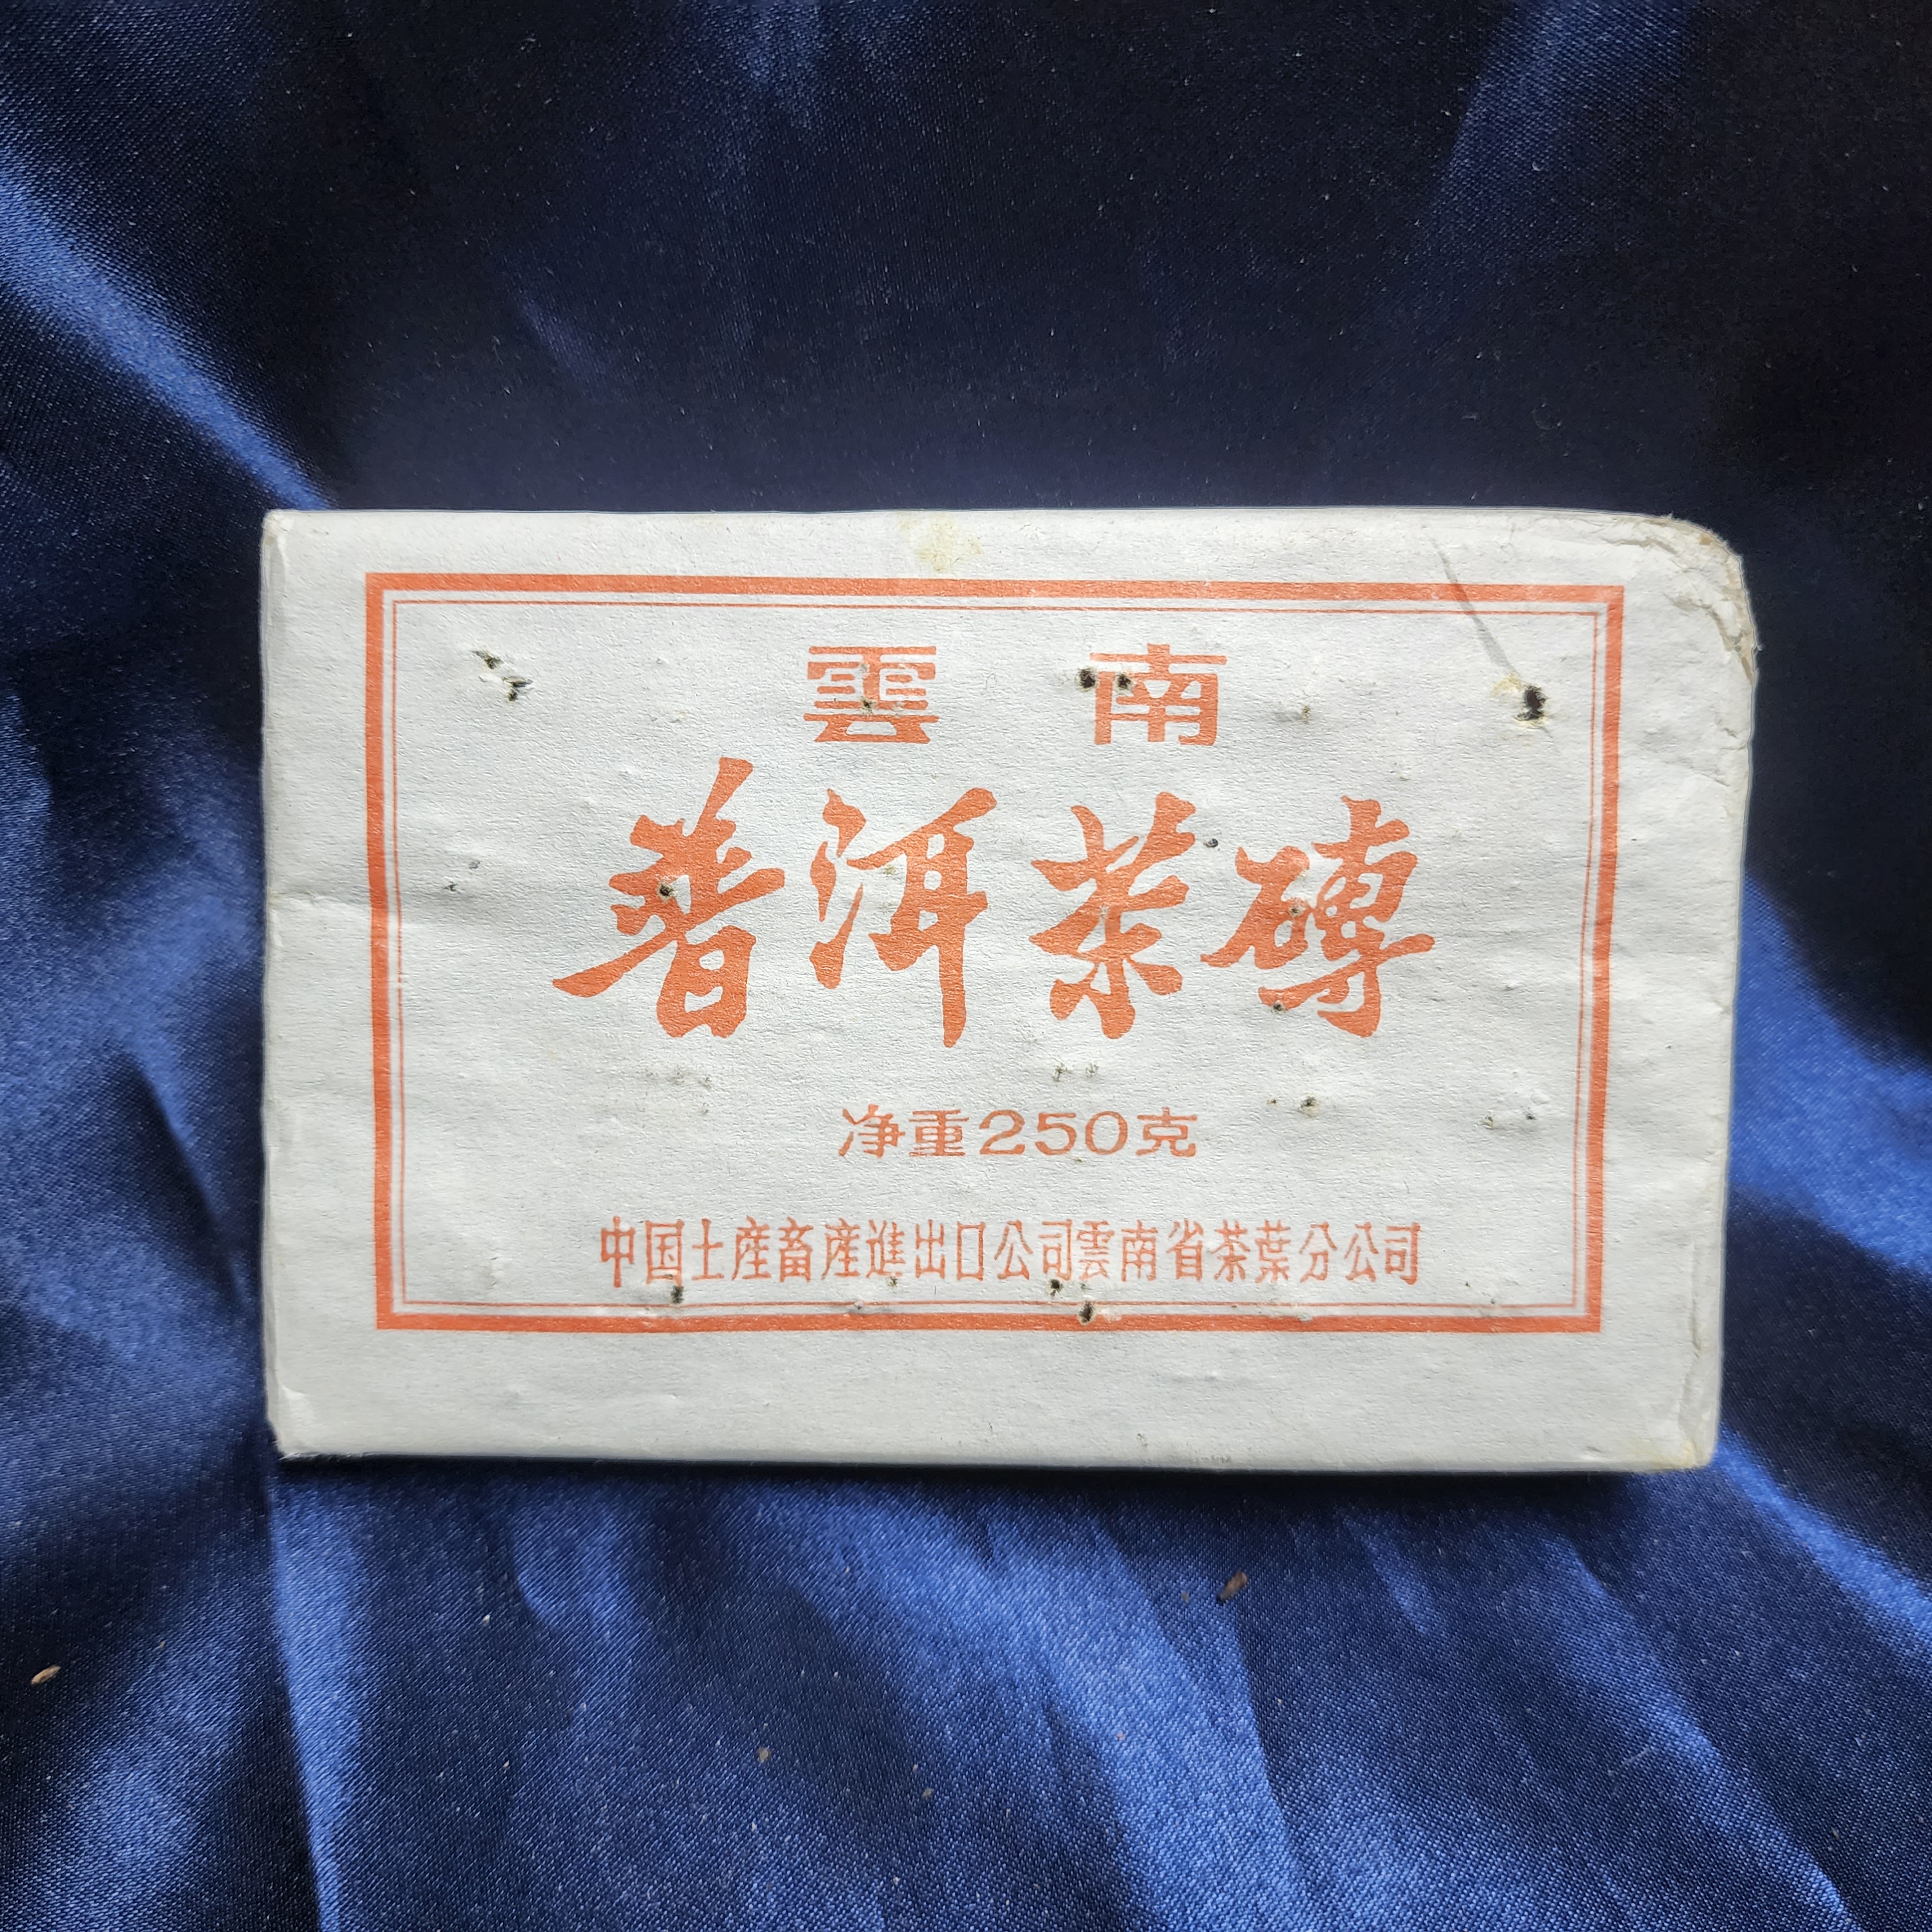 雲南
普洱茶磚
净重250克
中国土産畜産進出口公司雲南省茶葉分公司